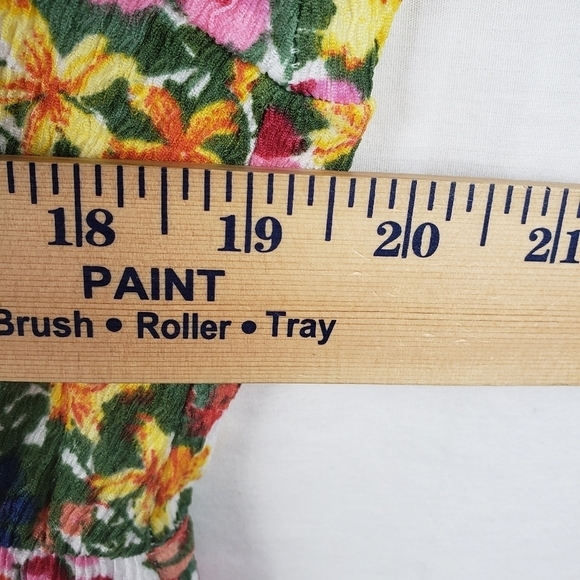 18 19 20 21
PAINT
Brush • Roller • Tray